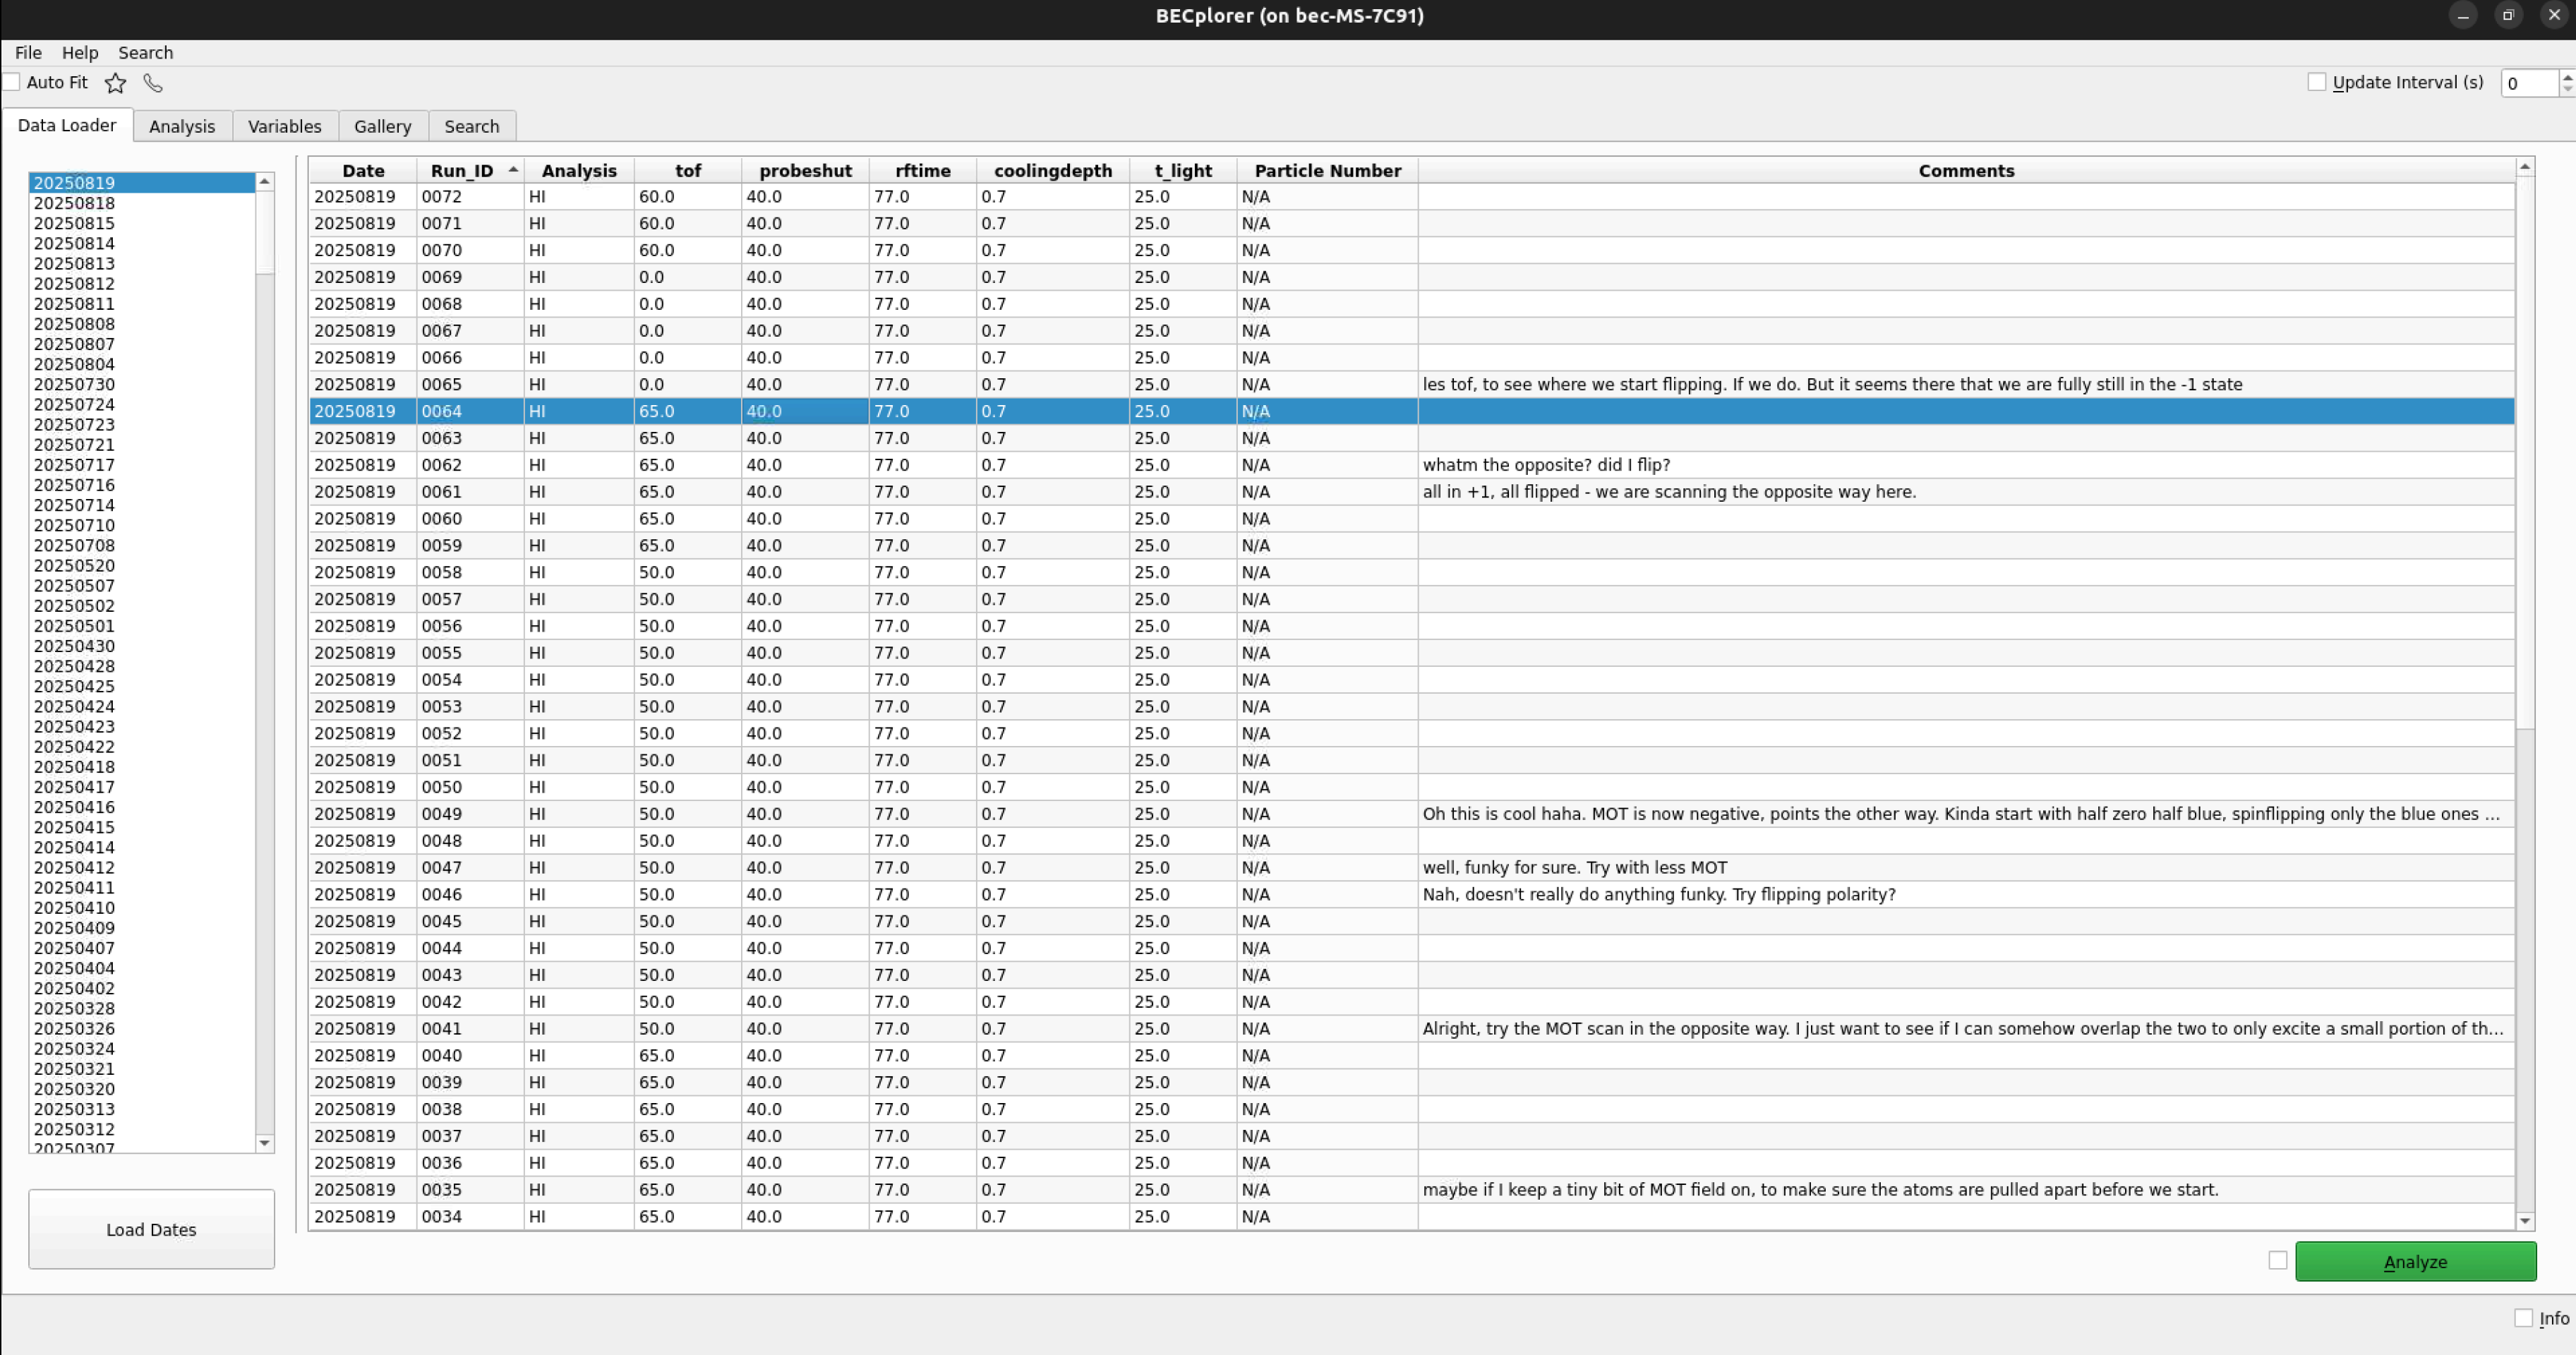 BECplorer (on bec-MS-7C91)
File Help Search
Auto Fit Update Interval (s) 0
Data Loader Analysis Variables Gallery Search
20250819
20250818
20250815
20250814
20250813
20250812
20250811
20250808
20250807
20250804
20250730
20250724
20250723
20250721
20250717
20250716
20250714
20250710
20250708
20250520
20250507
20250502
20250501
20250430
20250428
20250425
20250424
20250423
20250422
20250418
20250417
20250416
20250415
20250414
20250412
20250411
20250410
20250409
20250407
20250404
20250402
20250328
20250326
20250324
20250321
20250320
20250313
20250312
20250307
Load Dates
Date Run_ID Analysis tof probeshut rftime coolingdepth t_light Particle Number Comments
20250819 0072 HI 60.0 40.0 77.0 0.7 25.0 N/A
20250819 0071 HI 60.0 40.0 77.0 0.7 25.0 N/A
20250819 0070 HI 60.0 40.0 77.0 0.7 25.0 N/A
20250819 0069 HI 0.0 40.0 77.0 0.7 25.0 N/A
20250819 0068 HI 0.0 40.0 77.0 0.7 25.0 N/A
20250819 0067 HI 0.0 40.0 77.0 0.7 25.0 N/A
20250819 0066 HI 0.0 40.0 77.0 0.7 25.0 N/A
20250819 0065 HI 0.0 40.0 77.0 0.7 25.0 N/A les tof, to see where we start flipping. If we do. But it seems there that we are fully still in the -1 state
20250819 0064 HI 65.0 40.0 77.0 0.7 25.0 N/A
20250819 0063 HI 65.0 40.0 77.0 0.7 25.0 N/A
20250819 0062 HI 65.0 40.0 77.0 0.7 25.0 N/A whatm the opposite? did I flip?
20250819 0061 HI 65.0 40.0 77.0 0.7 25.0 N/A all in +1, all flipped - we are scanning the opposite way here.
20250819 0060 HI 65.0 40.0 77.0 0.7 25.0 N/A
20250819 0059 HI 65.0 40.0 77.0 0.7 25.0 N/A
20250819 0058 HI 50.0 40.0 77.0 0.7 25.0 N/A
20250819 0057 HI 50.0 40.0 77.0 0.7 25.0 N/A
20250819 0056 HI 50.0 40.0 77.0 0.7 25.0 N/A
20250819 0055 HI 50.0 40.0 77.0 0.7 25.0 N/A
20250819 0054 HI 50.0 40.0 77.0 0.7 25.0 N/A
20250819 0053 HI 50.0 40.0 77.0 0.7 25.0 N/A
20250819 0052 HI 50.0 40.0 77.0 0.7 25.0 N/A
20250819 0051 HI 50.0 40.0 77.0 0.7 25.0 N/A
20250819 0050 HI 50.0 40.0 77.0 0.7 25.0 N/A
20250819 0049 HI 50.0 40.0 77.0 0.7 25.0 N/A Oh this is cool haha. MOT is now negative, points the other way. Kinda start with half zero half blue, spinflipping only the blue ones ...
20250819 0048 HI 50.0 40.0 77.0 0.7 25.0 N/A
20250819 0047 HI 50.0 40.0 77.0 0.7 25.0 N/A well, funky for sure. Try with less MOT
20250819 0046 HI 50.0 40.0 77.0 0.7 25.0 N/A Nah, doesn't really do anything funky. Try flipping polarity?
20250819 0045 HI 50.0 40.0 77.0 0.7 25.0 N/A
20250819 0044 HI 50.0 40.0 77.0 0.7 25.0 N/A
20250819 0043 HI 50.0 40.0 77.0 0.7 25.0 N/A
20250819 0042 HI 50.0 40.0 77.0 0.7 25.0 N/A
20250819 0041 HI 50.0 40.0 77.0 0.7 25.0 N/A Alright, try the MOT scan in the opposite way. I just want to see if I can somehow overlap the two to only excite a small portion of th...
20250819 0040 HI 65.0 40.0 77.0 0.7 25.0 N/A
20250819 0039 HI 65.0 40.0 77.0 0.7 25.0 N/A
20250819 0038 HI 65.0 40.0 77.0 0.7 25.0 N/A
20250819 0037 HI 65.0 40.0 77.0 0.7 25.0 N/A
20250819 0036 HI 65.0 40.0 77.0 0.7 25.0 N/A
20250819 0035 HI 65.0 40.0 77.0 0.7 25.0 N/A maybe if I keep a tiny bit of MOT field on, to make sure the atoms are pulled apart before we start.
20250819 0034 HI 65.0 40.0 77.0 0.7 25.0 N/A
Analyze
Info